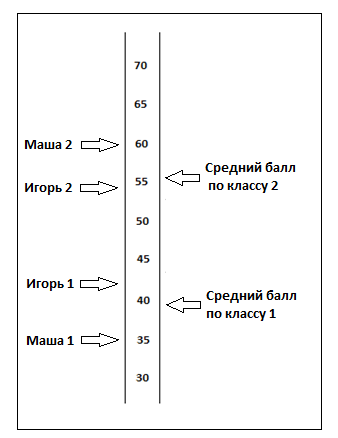 70
65
Маша 2
60
Средний балл
по классу 2
Игорь 2
55
50
45
Игорь 1
40
Средний балл
по классу 1
Маша 1
35
30